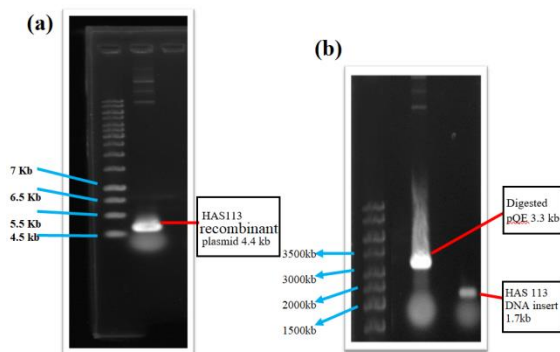 (a)
7 Kb
6.5 Kb
5.5 Kb
4.5 kb
HAS113
recombinant
plasmid 4.4 kb
(b)
3500kb
3000kb
2000kb
1500kb
Digested
pQE 3.3 kb
HAS 113
DNA insert
1.7kb